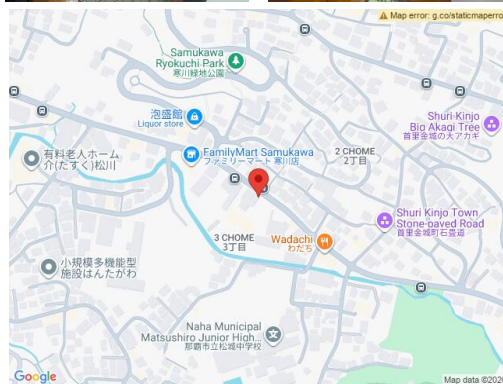 Map error: g.co/staticmaperro
Samukawa
Ryokuchi Park
寒川緑地公園
泡盛館
Liquor store
Shuri-Kinjo
Big Akagi Tree
首里金城の大アカギ
FamilyMart Samukawa
ファミリーマート 寒川店
2 CHOME
2丁目
有料老人ホーム
介(たすく)松川
Shuri Kinjo Town
Stone-paved Road
首里金城町石畳道
3 CHOME
3丁目
Wadachi
わだち
小規模多機能型
施設はんたがわ
Naha Municipal
Matsushiro Junior High...
那覇市立松城中学校
Google
Map data ©202